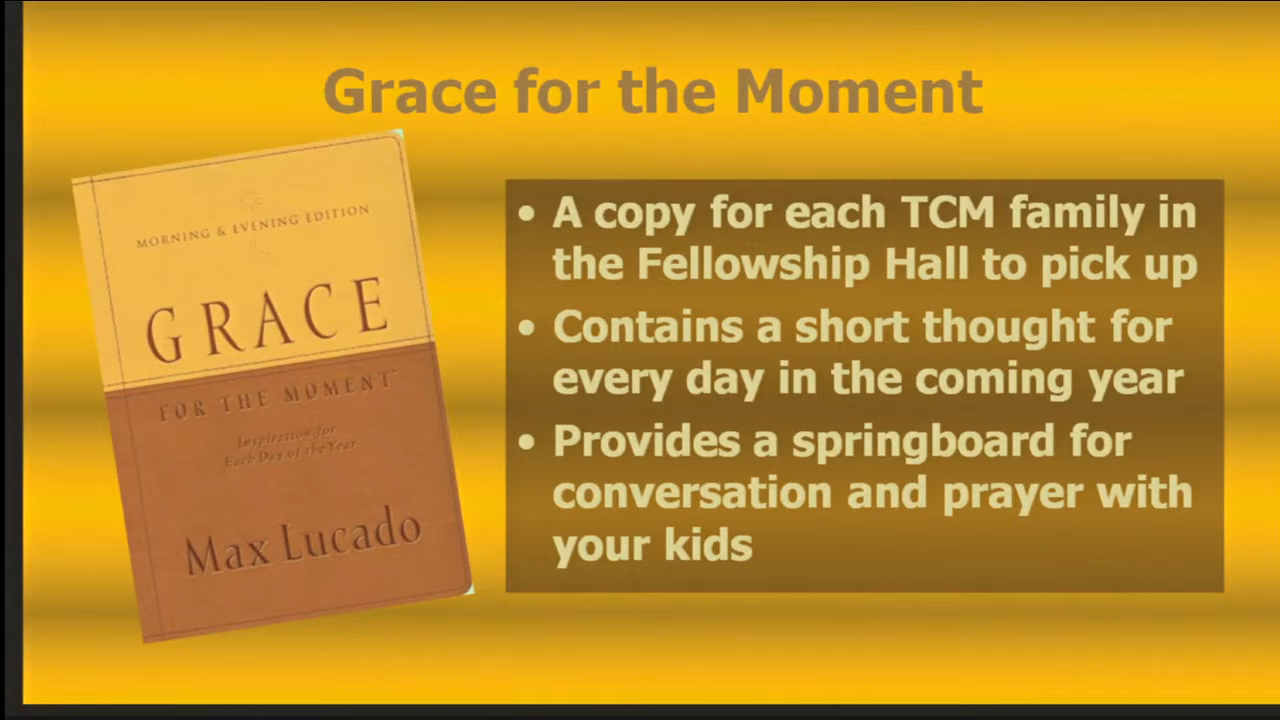 Grace for the Moment
MORNING & EVENING EDITION
GRACE
FOR THE MOMENT™
Inspiration for
Each Day of the Year
Max Lucado
• A copy for each TCM family in
the Fellowship Hall to pick up
• Contains a short thought for
every day in the coming year
• Provides a springboard for
conversation and prayer with
your kids